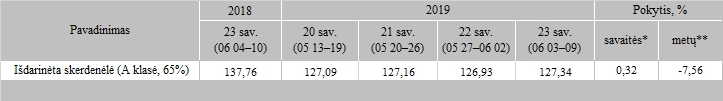 Pavadinimas 2018 2019 Pokytis, %
23 sav. (06 04–10) 20 sav. (05 13–19) 21 sav. (05 20–26) 22 sav. (05 27–06 02) 23 sav. (06 03–09) savaitės* metų**
Išdarinėta skerdenėlė (A klasė, 65%) 137,76 127,09 127,16 126,93 127,34 0,32 -7,56